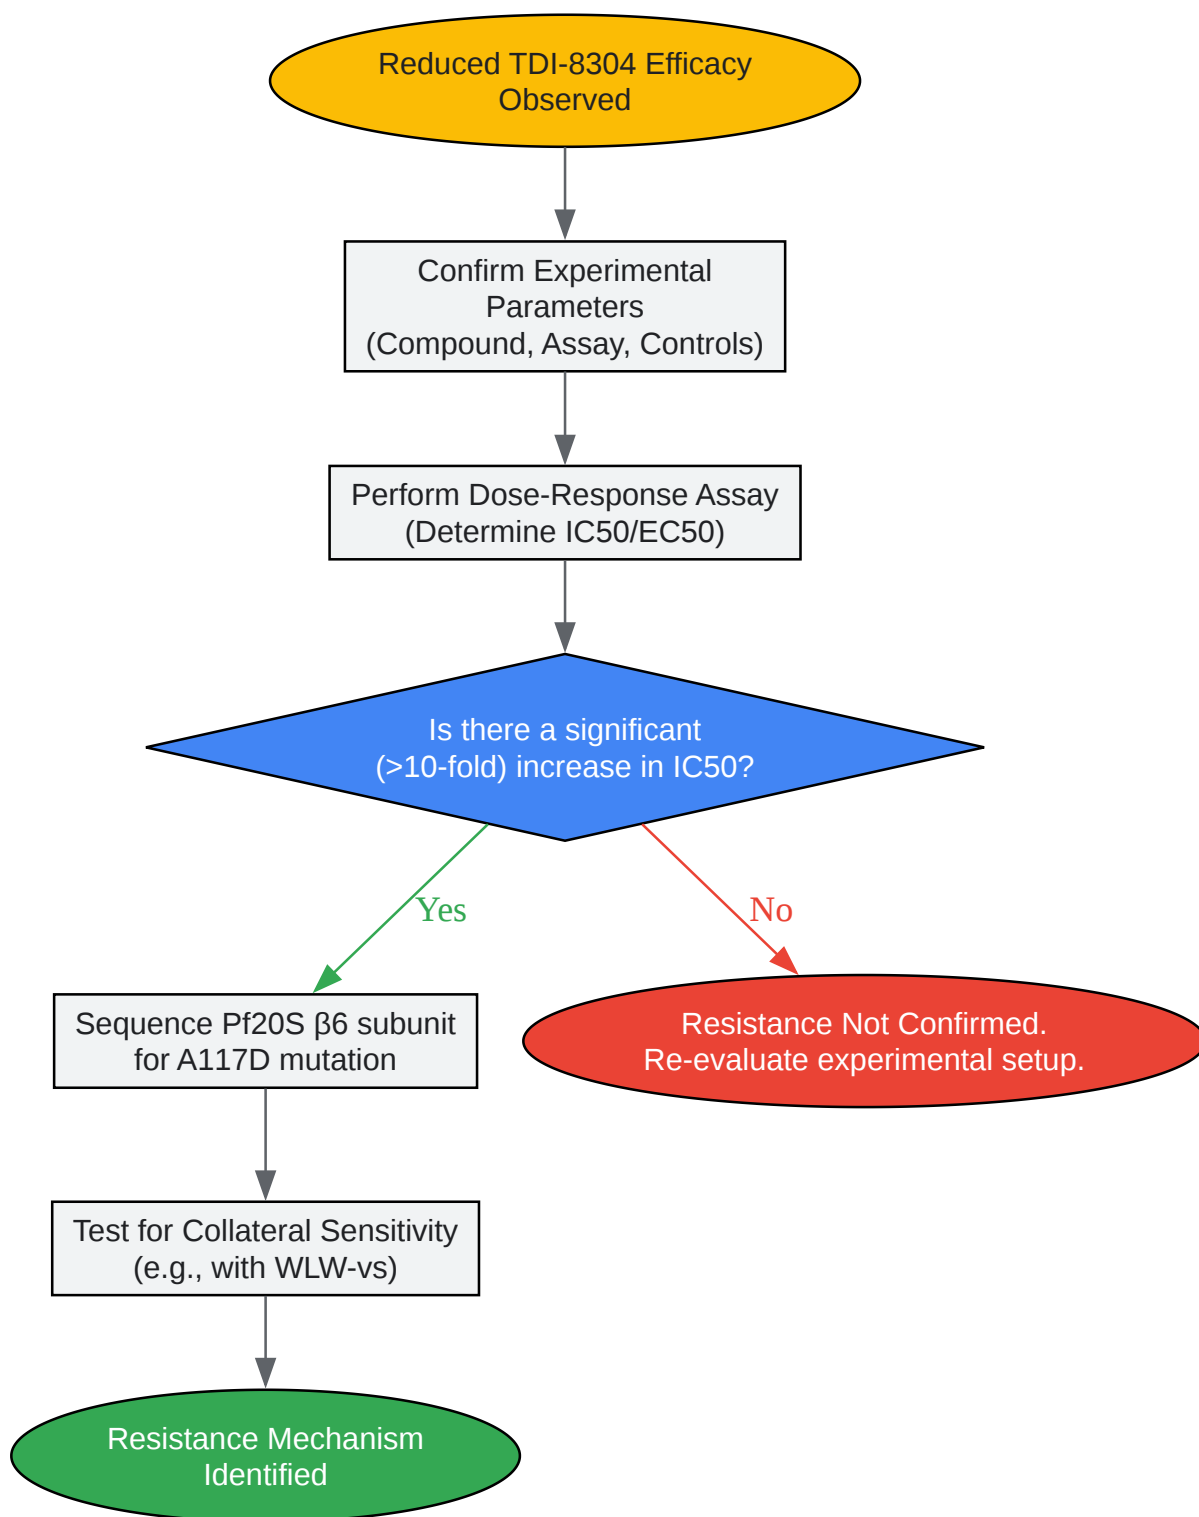 Reduced TDI-8304 Efficacy
Observed
Confirm Experimental
Parameters
(Compound, Assay, Controls)
Perform Dose-Response Assay
(Determine IC50/EC50)
Is there a significant
(>10-fold) increase in IC50?
Yes
No
Sequence Pf20S β6 subunit
for A117D mutation
Resistance Not Confirmed.
Re-evaluate experimental setup.
Test for Collateral Sensitivity
(e.g., with WLW-vs)
Resistance Mechanism
Identified